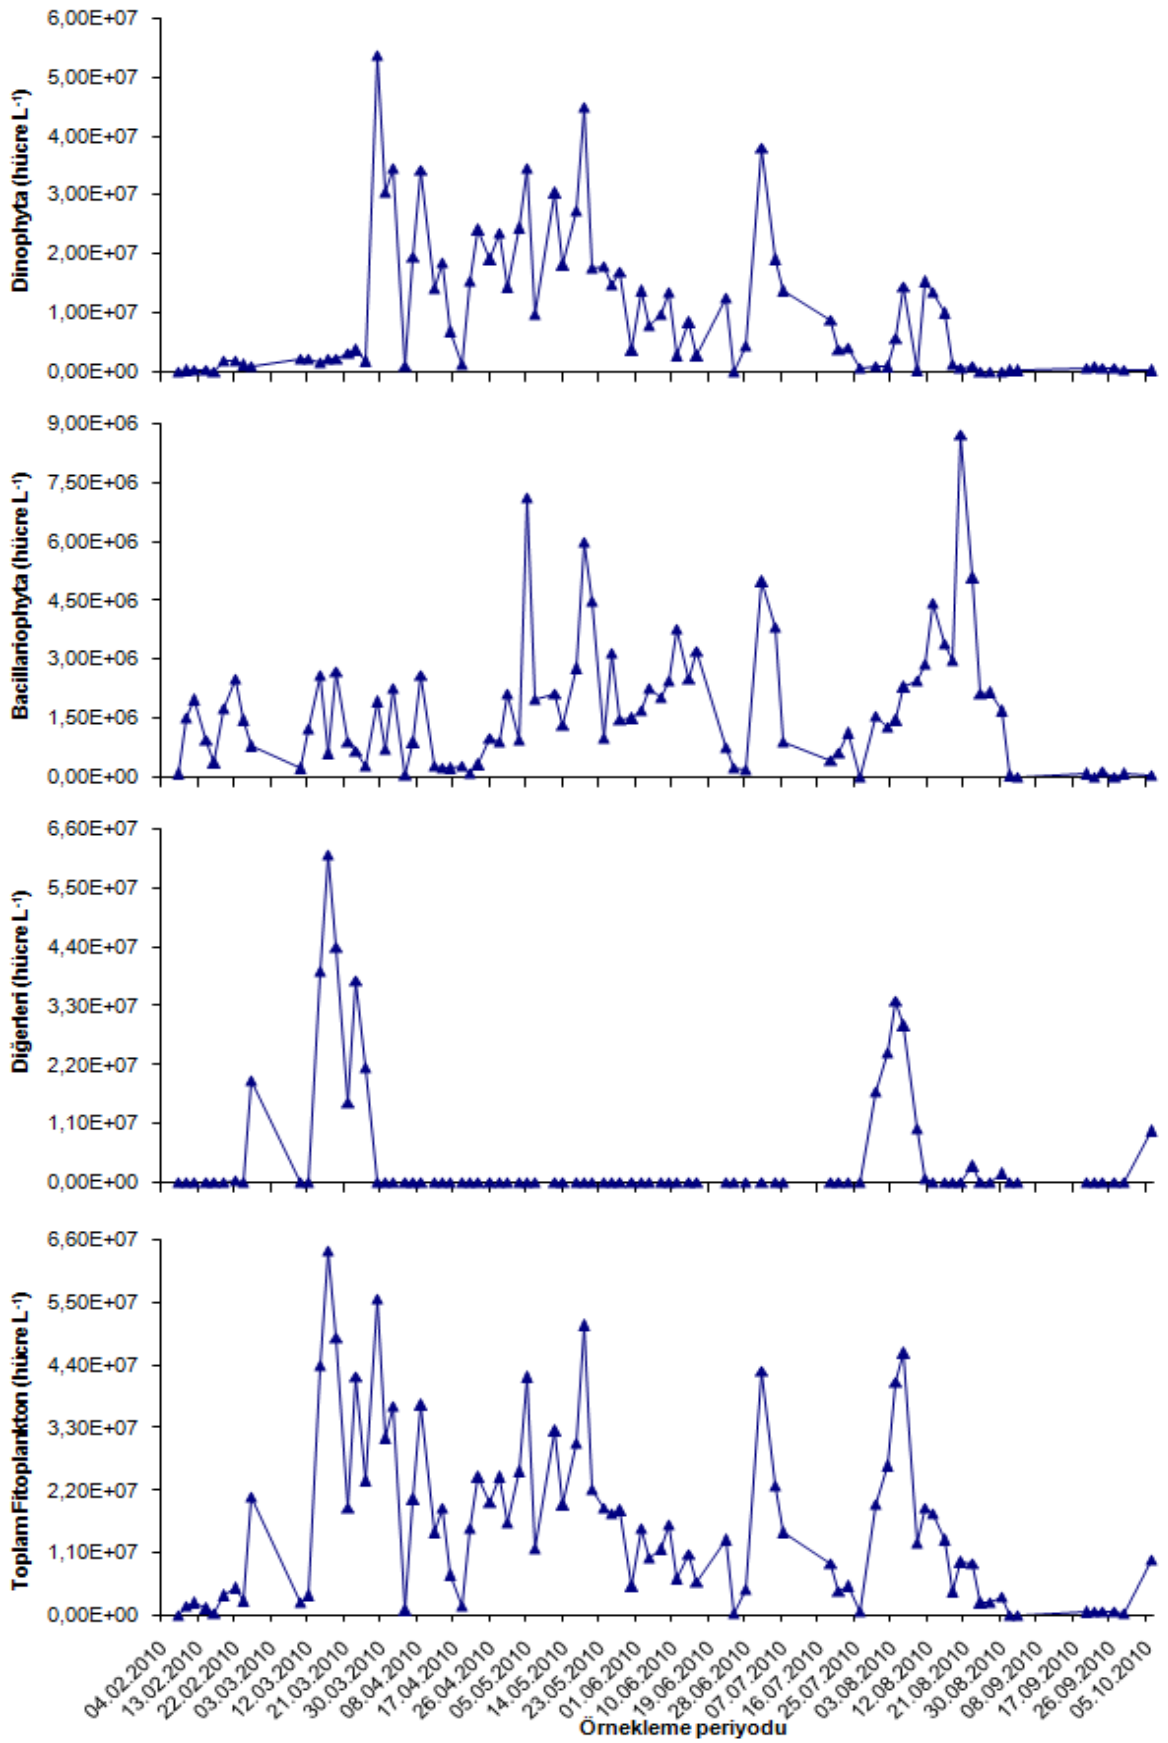 6,00E+07
5,00E+07
4,00E+07
3,00E+07
2,00E+07
1,00E+07
0,00E+00
Dinophyta (hücre L-1)
9,00E+06
7,50E+06
6,00E+06
4,50E+06
3,00E+06
1,50E+06
0,00E+00
Bacillariophyta (hücre L-1)
6,60E+07
5,50E+07
4,40E+07
3,30E+07
2,20E+07
1,10E+07
0,00E+00
Diğerleri (hücre L-1)
6,60E+07
5,50E+07
4,40E+07
3,30E+07
2,20E+07
1,10E+07
0,00E+00
Toplam Fitoplankton (hücre L-1)
04.02.2010
13.02.2010
22.02.2010
03.03.2010
12.03.2010
21.03.2010
30.03.2010
08.04.2010
17.04.2010
26.04.2010
05.05.2010
14.05.2010
23.05.2010
01.06.2010
10.06.2010
19.06.2010
28.06.2010
07.07.2010
16.07.2010
25.07.2010
03.08.2010
12.08.2010
21.08.2010
30.08.2010
08.09.2010
17.09.2010
26.09.2010
05.10.2010
Örnekleme periyodu